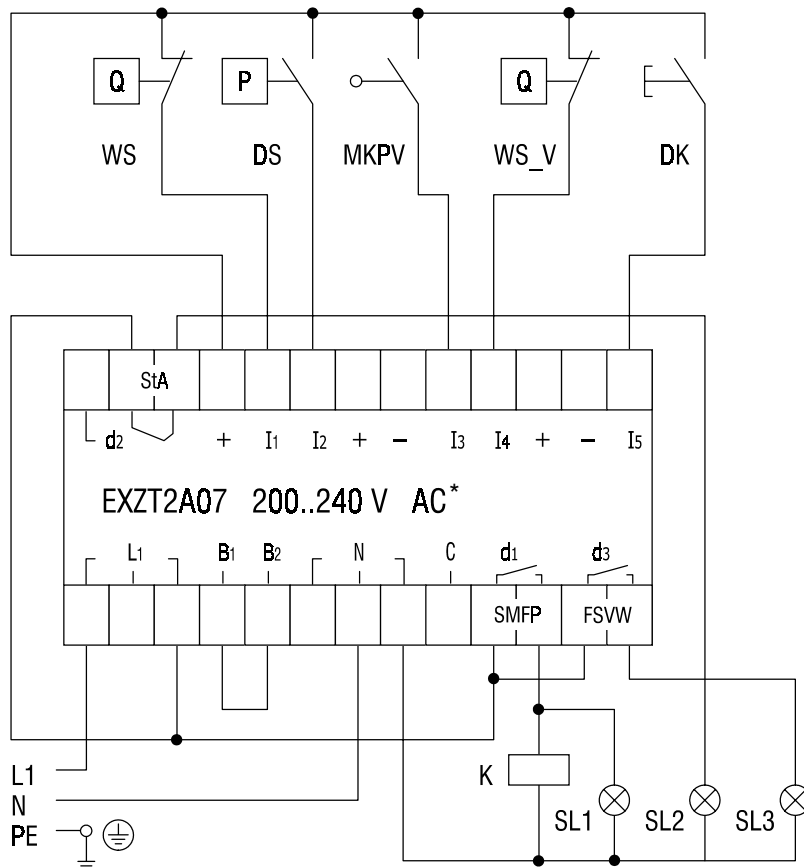 Q P Q
WS DS MKPV WS_V DK
StA
d2 + I1 I2 + – I3 I4 + – I5
EXZT2A07 200..240 V AC*
L1 B1 B2 N C d1 d3
SMFP FSVW
L1
N
PE
K
SL1 SL2 SL3